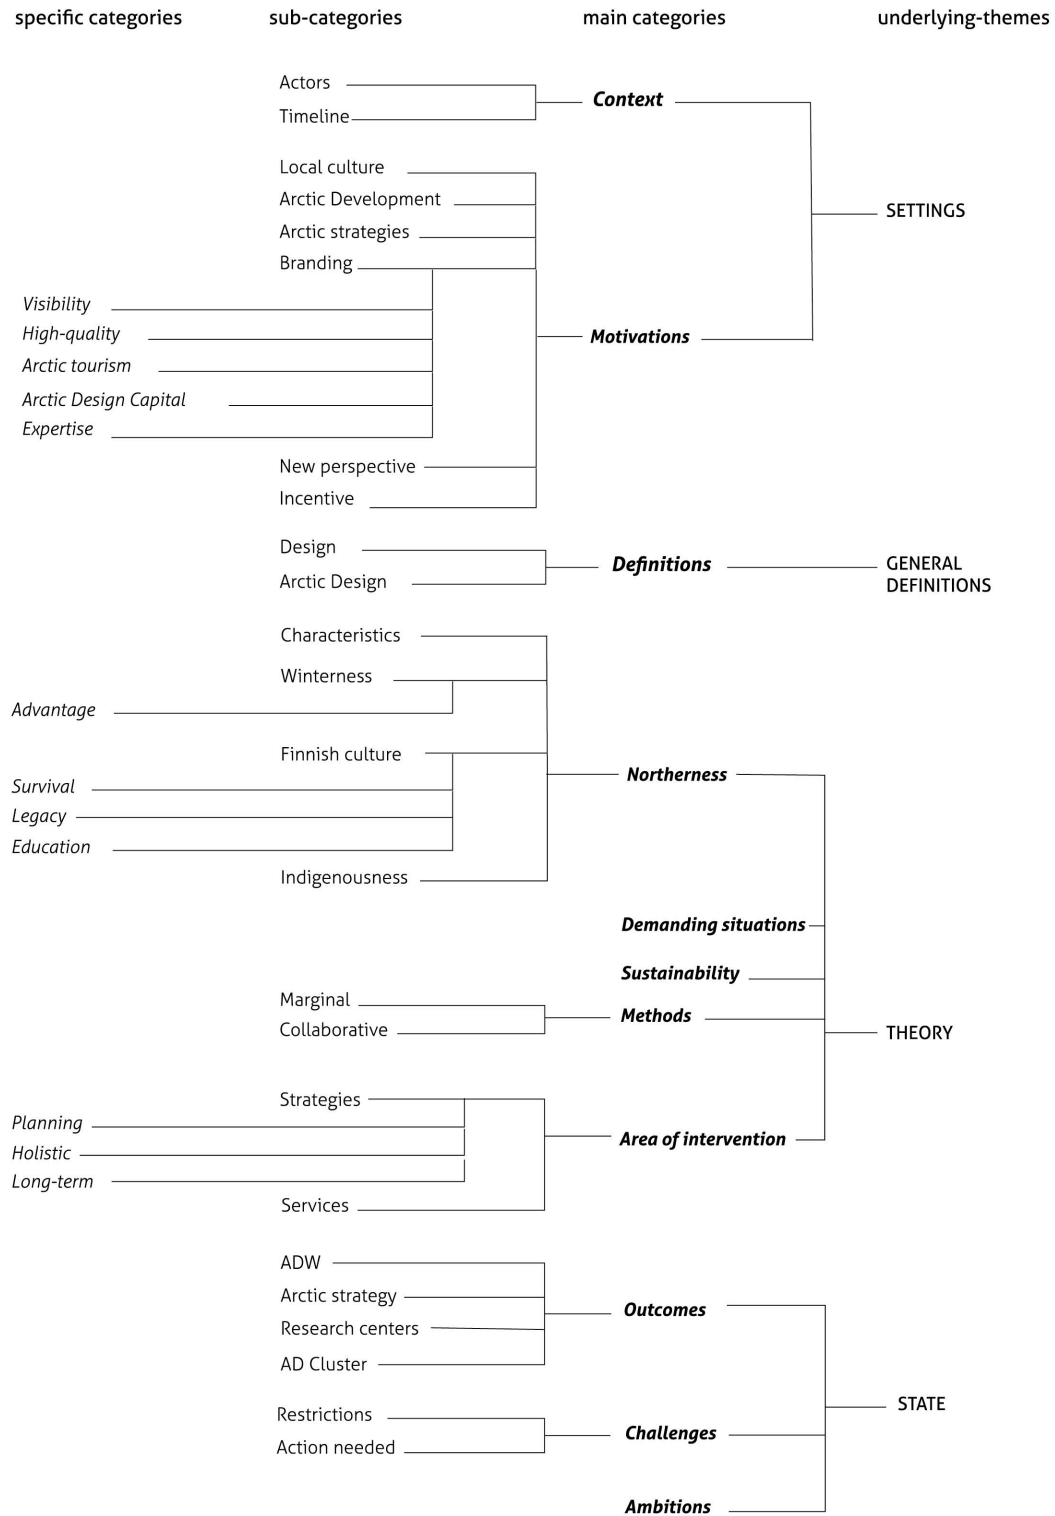 specific categories sub-categories main categories underlying-themes
Actors
Context
Timeline
Local culture
Arctic Development
SETTINGS
Arctic strategies
Branding
Visibility
High-quality
Motivations
Arctic tourism
Arctic Design Capital
Expertise
New perspective
Incentive
Design
Definitions
GENERAL
DEFINITIONS
Arctic Design
Characteristics
Winterness
Advantage
Finnish culture
Northerness
Survival
Legacy
Education
Indigenousness
Demanding situations
Sustainability
Marginal
Methods
Collaborative
THEORY
Strategies
Planning
Area of intervention
Holistic
Long-term
Services
ADW
Arctic strategy
Outcomes
Research centers
AD Cluster
STATE
Restrictions
Challenges
Action needed
Ambitions